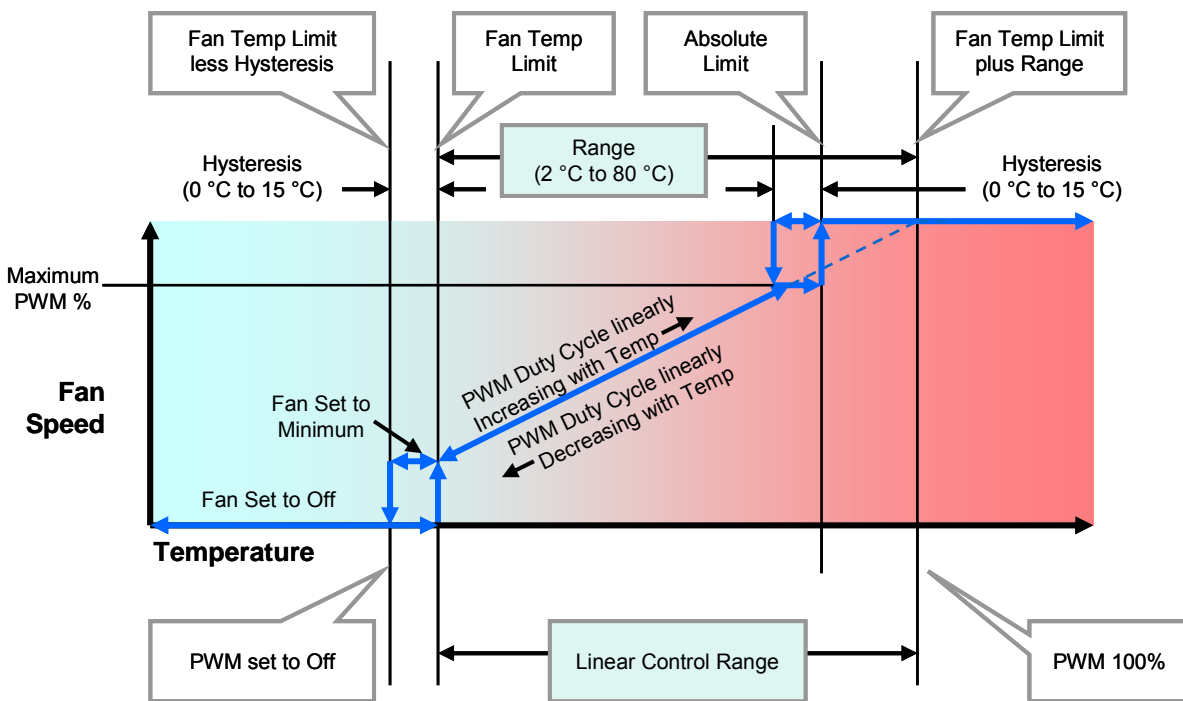 Fan Temp Limit
less Hysteresis
Fan Temp
Limit
Absolute
Limit
Fan Temp Limit
plus Range
Hysteresis
(0 °C to 15 °C)
Range
(2 °C to 80 °C)
Hysteresis
(0 °C to 15 °C)
Maximum
PWM %
Fan
Speed
PWM Duty Cycle linearly
Increasing with Temp
PWM Duty Cycle linearly
Decreasing with Temp
Fan Set to
Minimum
Fan Set to Off
Temperature
PWM set to Off
Linear Control Range
PWM 100%